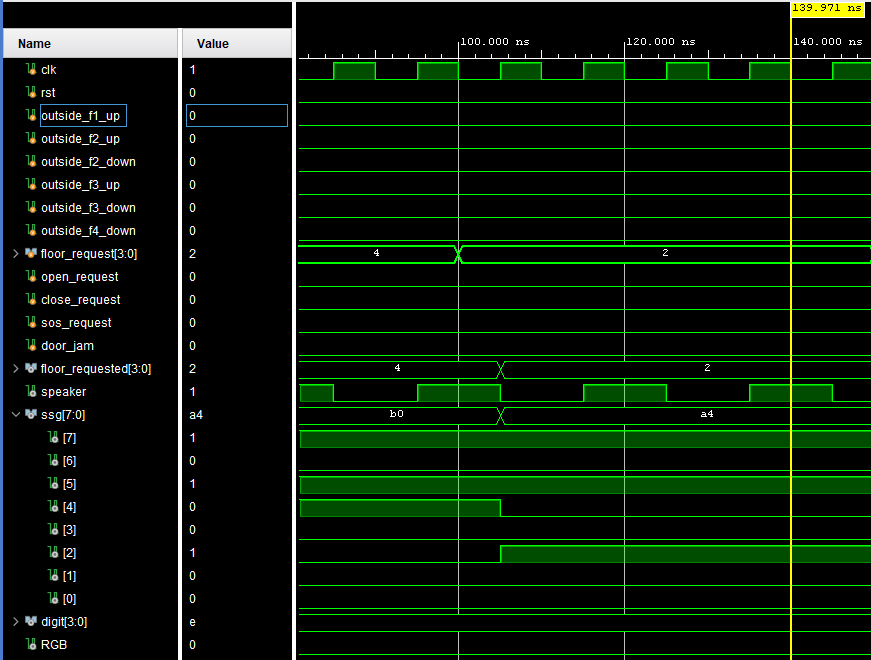 139.971 ns
Name Value 100.000 ns 120.000 ns 140.000 ns
clk 1
rst 0
outside_f1_up 0
outside_f2_up 0
outside_f2_down 0
outside_f3_up 0
outside_f3_down 0
outside_f4_down 0
floor_request[3:0] 2 4 2
open_request 0
close_request 0
sos_request 0
door_jam 0
floor_requested[3:0] 2 4 2
speaker 1
ssg[7:0] a4 b0 a4
[7] 1
[6] 0
[5] 1
[4] 0
[3] 0
[2] 1
[1] 0
[0] 0
digit[3:0] e
RGB 0